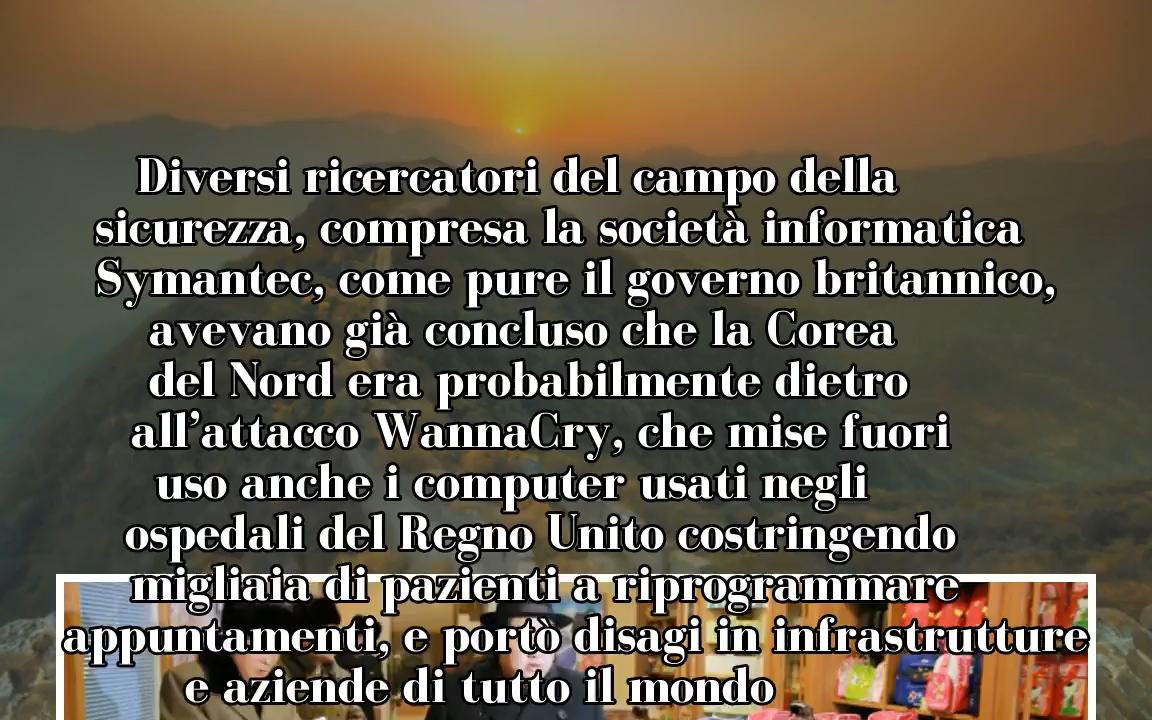 Diversi ricercatori del campo della
sicurezza, compresa la società informatica
Symantec, come pure il governo britannico,
avevano già concluso che la Corea
del Nord era probabilmente dietro
all’attacco WannaCry, che mise fuori
uso anche i computer usati negli
ospedali del Regno Unito costringendo
migliaia di pazienti a riprogrammare
appuntamenti, e portò disagi in infrastrutture
e aziende di tutto il mondo